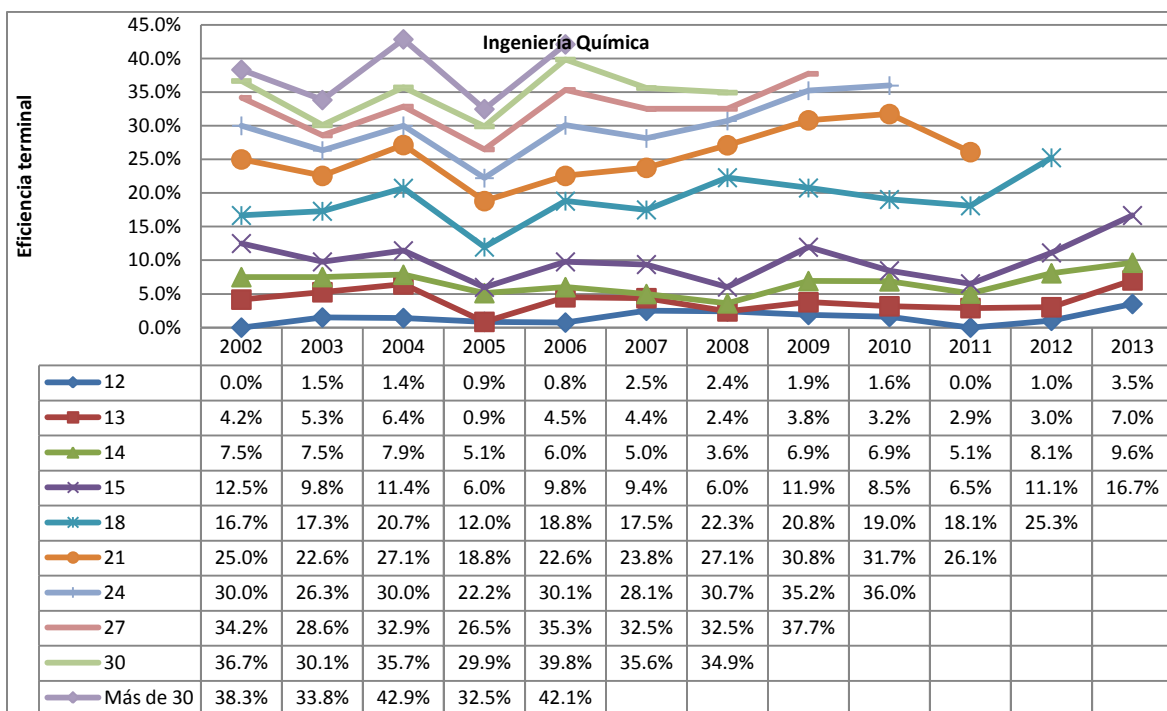 Ingeniería Química
Eficiencia terminal
45.0%
40.0%
35.0%
30.0%
25.0%
20.0%
15.0%
10.0%
5.0%
0.0%
2002 2003 2004 2005 2006 2007 2008 2009 2010 2011 2012 2013
12 0.0% 1.5% 1.4% 0.9% 0.8% 2.5% 2.4% 1.9% 1.6% 0.0% 1.0% 3.5%
13 4.2% 5.3% 6.4% 0.9% 4.5% 4.4% 2.4% 3.8% 3.2% 2.9% 3.0% 7.0%
14 7.5% 7.5% 7.9% 5.1% 6.0% 5.0% 3.6% 6.9% 6.9% 5.1% 8.1% 9.6%
15 12.5% 9.8% 11.4% 6.0% 9.8% 9.4% 6.0% 11.9% 8.5% 6.5% 11.1% 16.7%
18 16.7% 17.3% 20.7% 12.0% 18.8% 17.5% 22.3% 20.8% 19.0% 18.1% 25.3%
21 25.0% 22.6% 27.1% 18.8% 22.6% 23.8% 27.1% 30.8% 31.7% 26.1%
24 30.0% 26.3% 30.0% 22.2% 30.1% 28.1% 30.7% 35.2% 36.0%
27 34.2% 28.6% 32.9% 26.5% 35.3% 32.5% 32.5% 37.7%
30 36.7% 30.1% 35.7% 29.9% 39.8% 35.6% 34.9%
Más de 30 38.3% 33.8% 42.9% 32.5% 42.1%